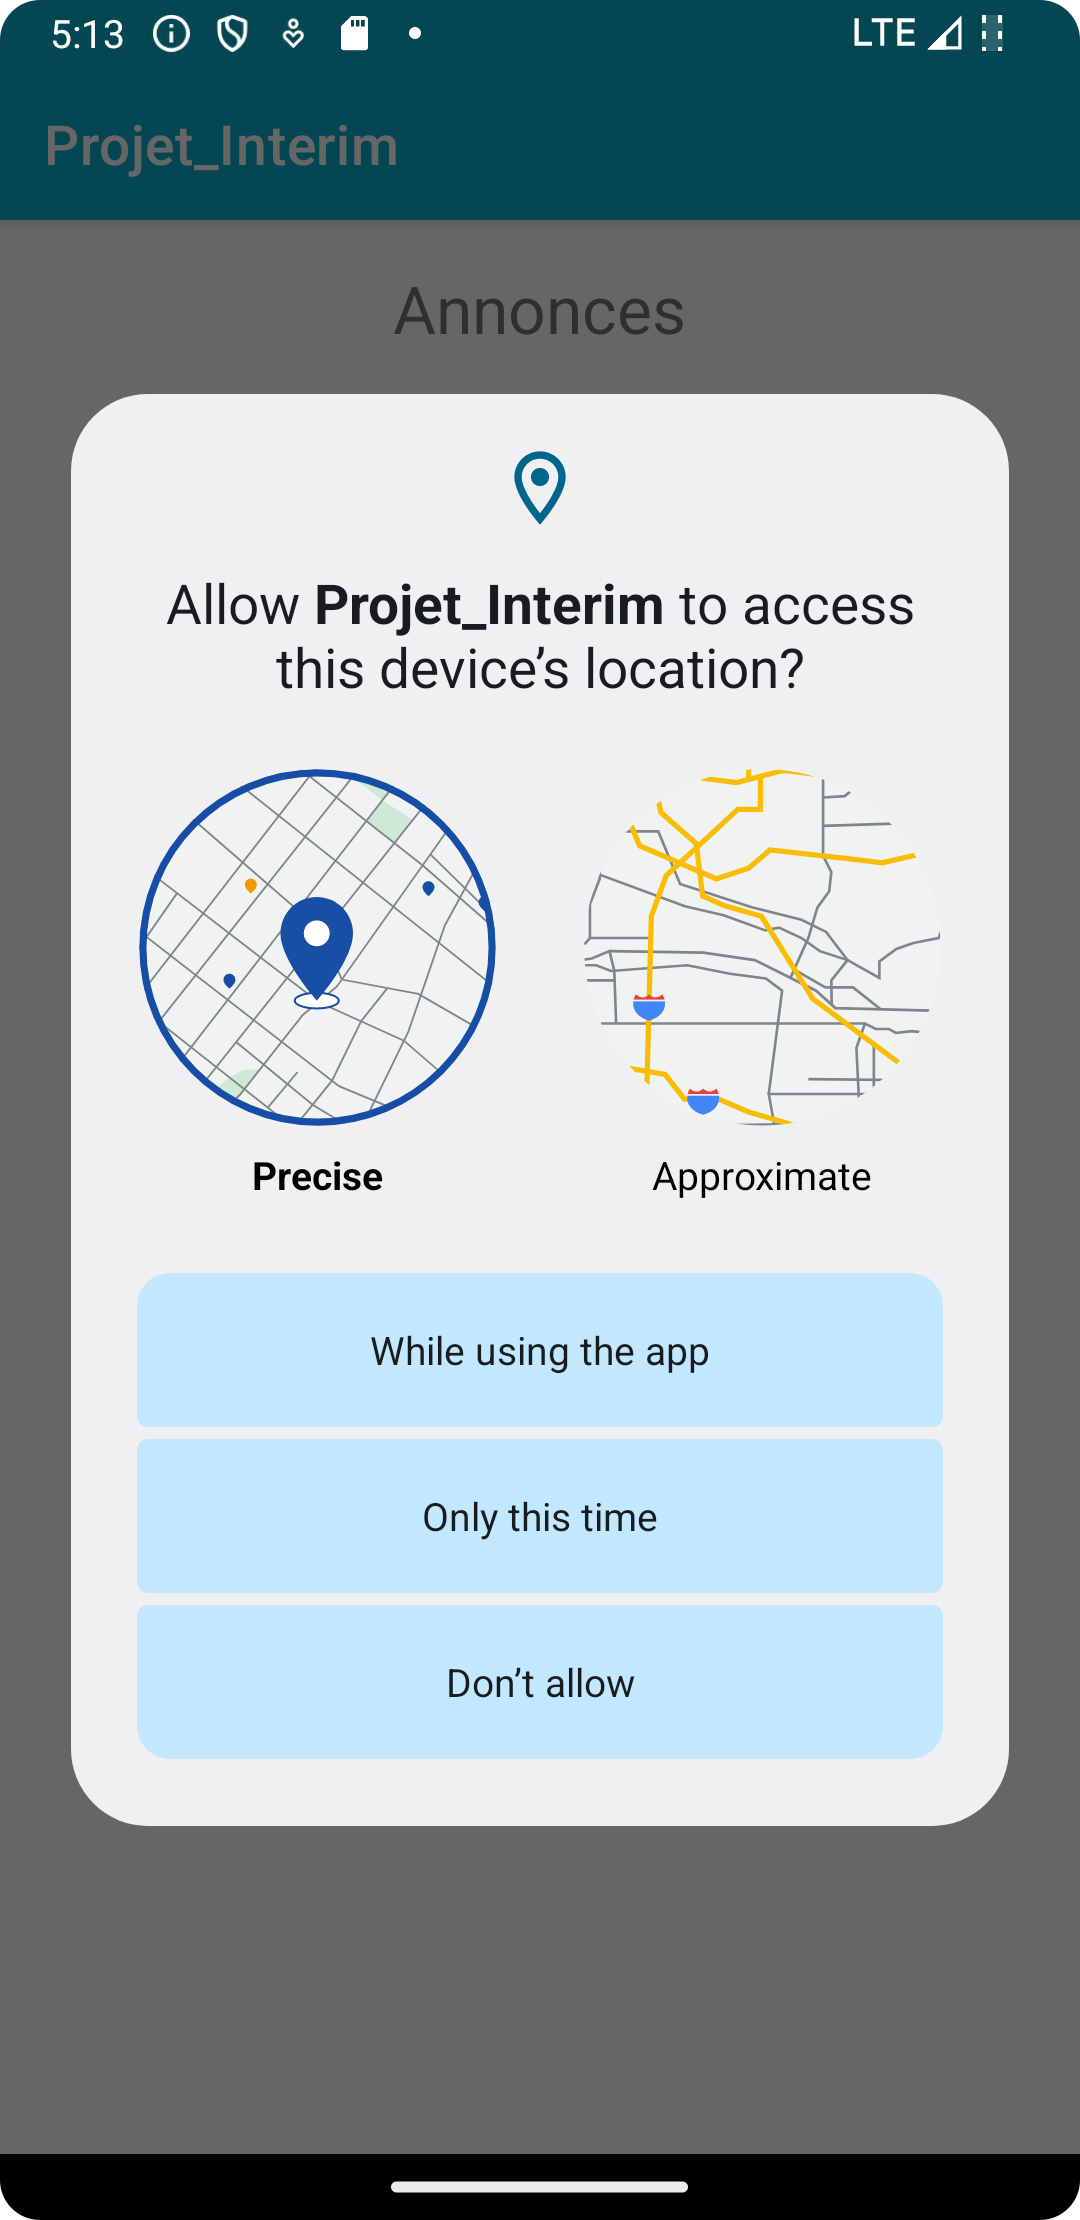 5:13 LTE
Projet_Interim
Annonces
Allow Projet_Interim to access
this device’s location?
Precise Approximate
While using the app
Only this time
Don’t allow